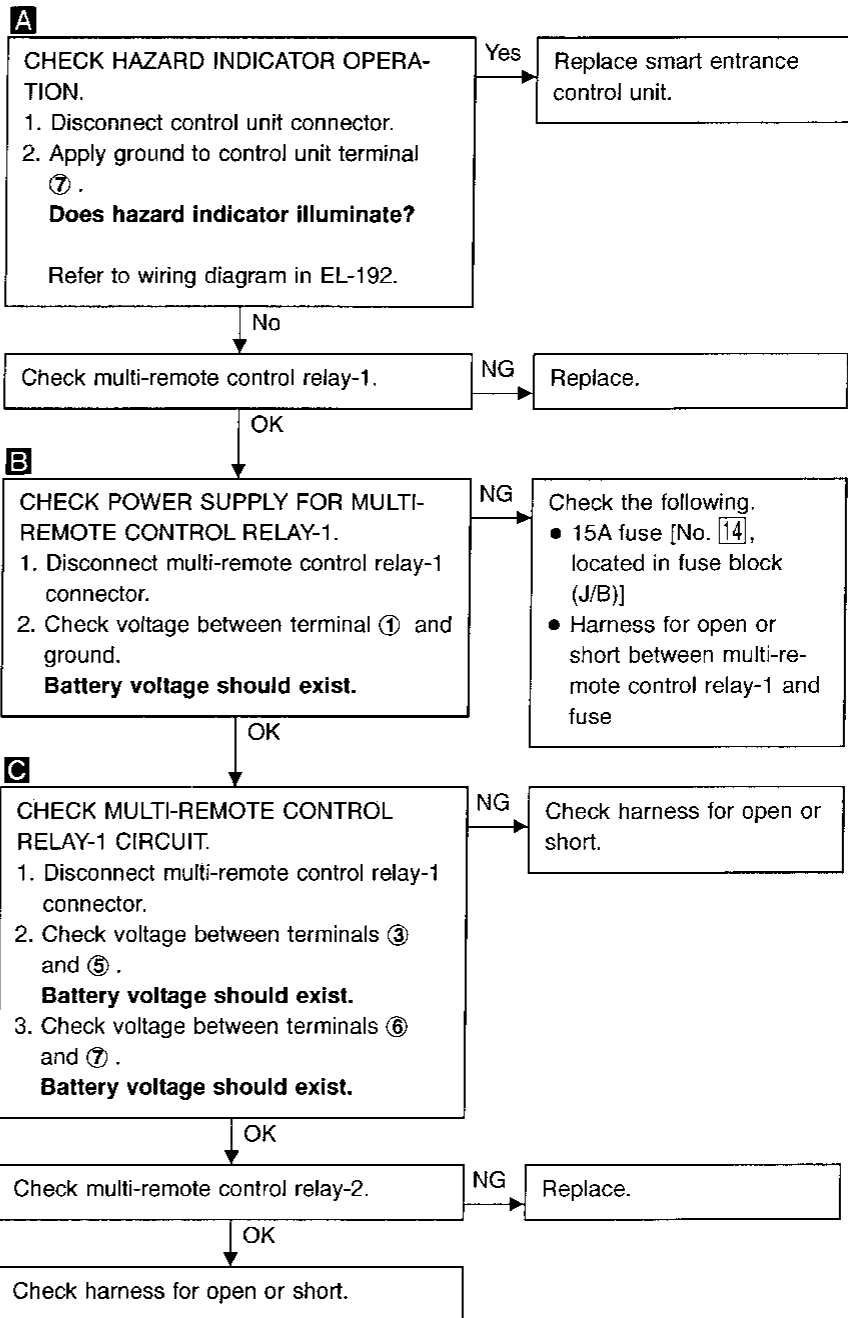 A
CHECK HAZARD INDICATOR OPERA-
TION.
1. Disconnect control unit connector.
2. Apply ground to control unit terminal
⑦ .
Does hazard indicator illuminate?
Refer to wiring diagram in EL-192.
Yes
Replace smart entrance
control unit.
No
Check multi-remote control relay-1.
NG
Replace.
OK
B
CHECK POWER SUPPLY FOR MULTI-
REMOTE CONTROL RELAY-1.
1. Disconnect multi-remote control relay-1
connector.
2. Check voltage between terminal ① and
ground.
Battery voltage should exist.
NG
Check the following.
● 15A fuse [No. 14,
located in fuse block
(J/B)]
● Harness for open or
short between multi-re-
mote control relay-1 and
fuse
OK
C
CHECK MULTI-REMOTE CONTROL
RELAY-1 CIRCUIT.
1. Disconnect multi-remote control relay-1
connector.
2. Check voltage between terminals ③
and ⑤ .
Battery voltage should exist.
3. Check voltage between terminals ⑥
and ⑦ .
Battery voltage should exist.
NG
Check harness for open or
short.
OK
Check multi-remote control relay-2.
NG
Replace.
OK
Check harness for open or short.